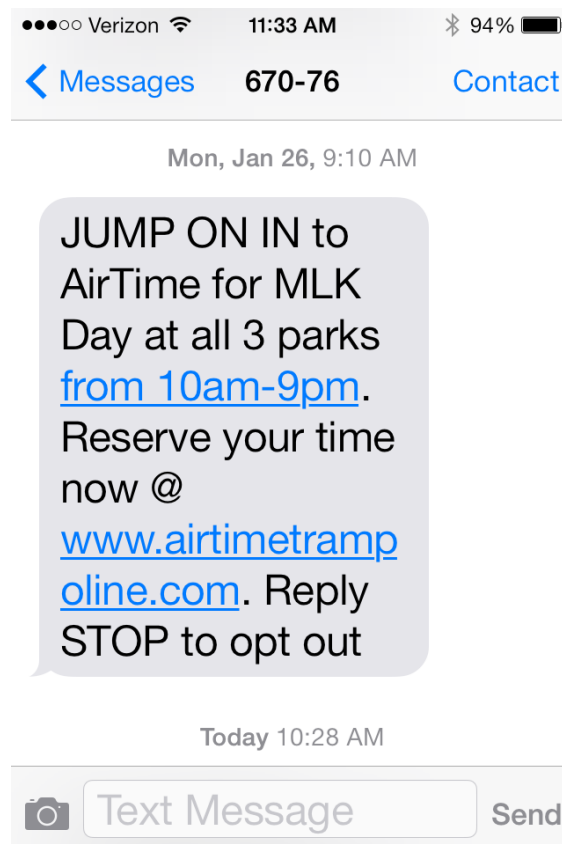 Verizon 11:33 AM 94%
Messages 670-76 Contact
Mon, Jan 26, 9:10 AM
JUMP ON IN to
AirTime for MLK
Day at all 3 parks
from 10am-9pm.
Reserve your time
now @
www.airtimetramp
oline.com. Reply
STOP to opt out
Today 10:28 AM
Text Message Send